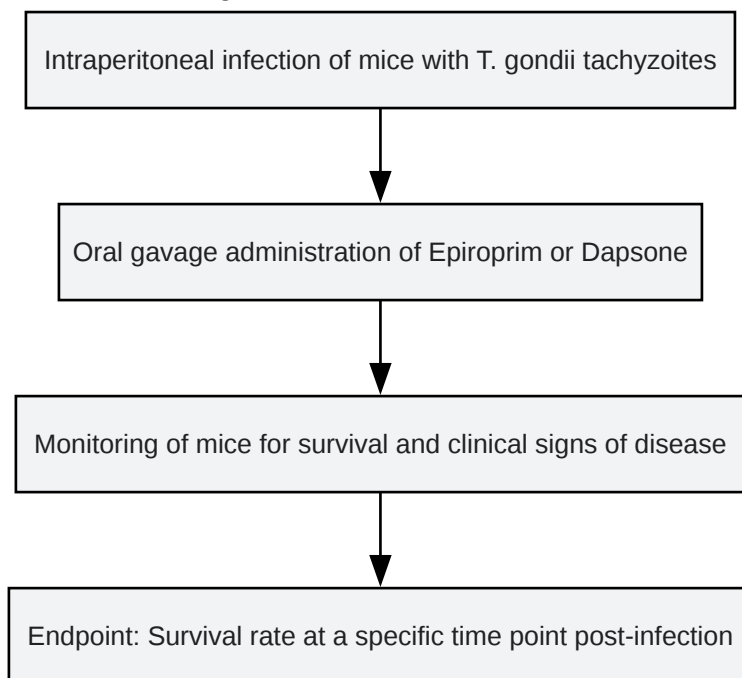 Intraperitoneal infection of mice with T. gondii tachyzoites
Oral gavage administration of Epiroprim or Dapsone
Monitoring of mice for survival and clinical signs of disease
Endpoint: Survival rate at a specific time point post-infection